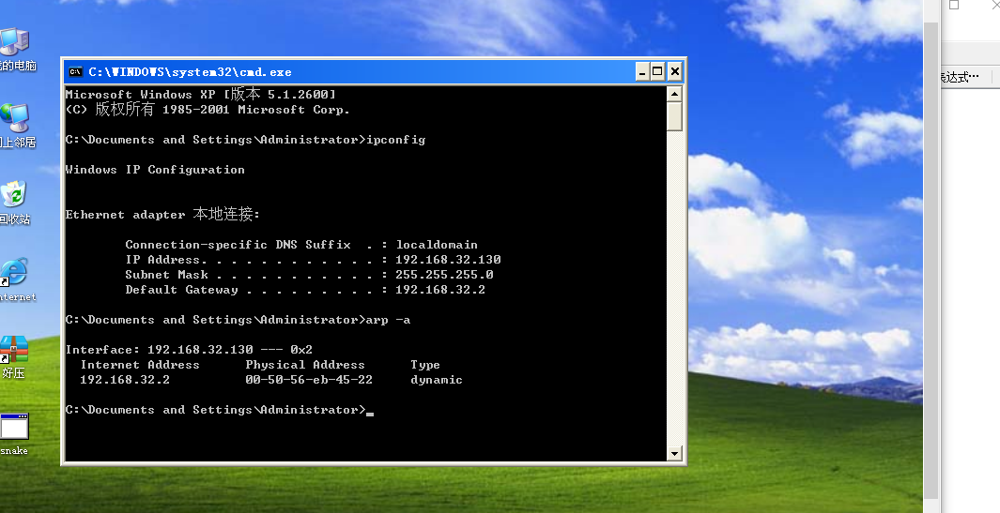 的电脑
网上邻居
回收站
Internet
好压
snake
C:\WINDOWS\system32\cmd.exe
Microsoft Windows XP [版本 5.1.2600]
(C) 版权所有 1985-2001 Microsoft Corp.
C:\Documents and Settings\Administrator>ipconfig
Windows IP Configuration
Ethernet adapter 本地连接:
Connection-specific DNS Suffix . : localdomain
IP Address. . . . . . . . . . . . : 192.168.32.130
Subnet Mask . . . . . . . . . . . : 255.255.255.0
Default Gateway . . . . . . . . . : 192.168.32.2
C:\Documents and Settings\Administrator>arp -a
Interface: 192.168.32.130 --- 0x2
Internet Address Physical Address Type
192.168.32.2 00-50-56-eb-45-22 dynamic
C:\Documents and Settings\Administrator>_
表达式…